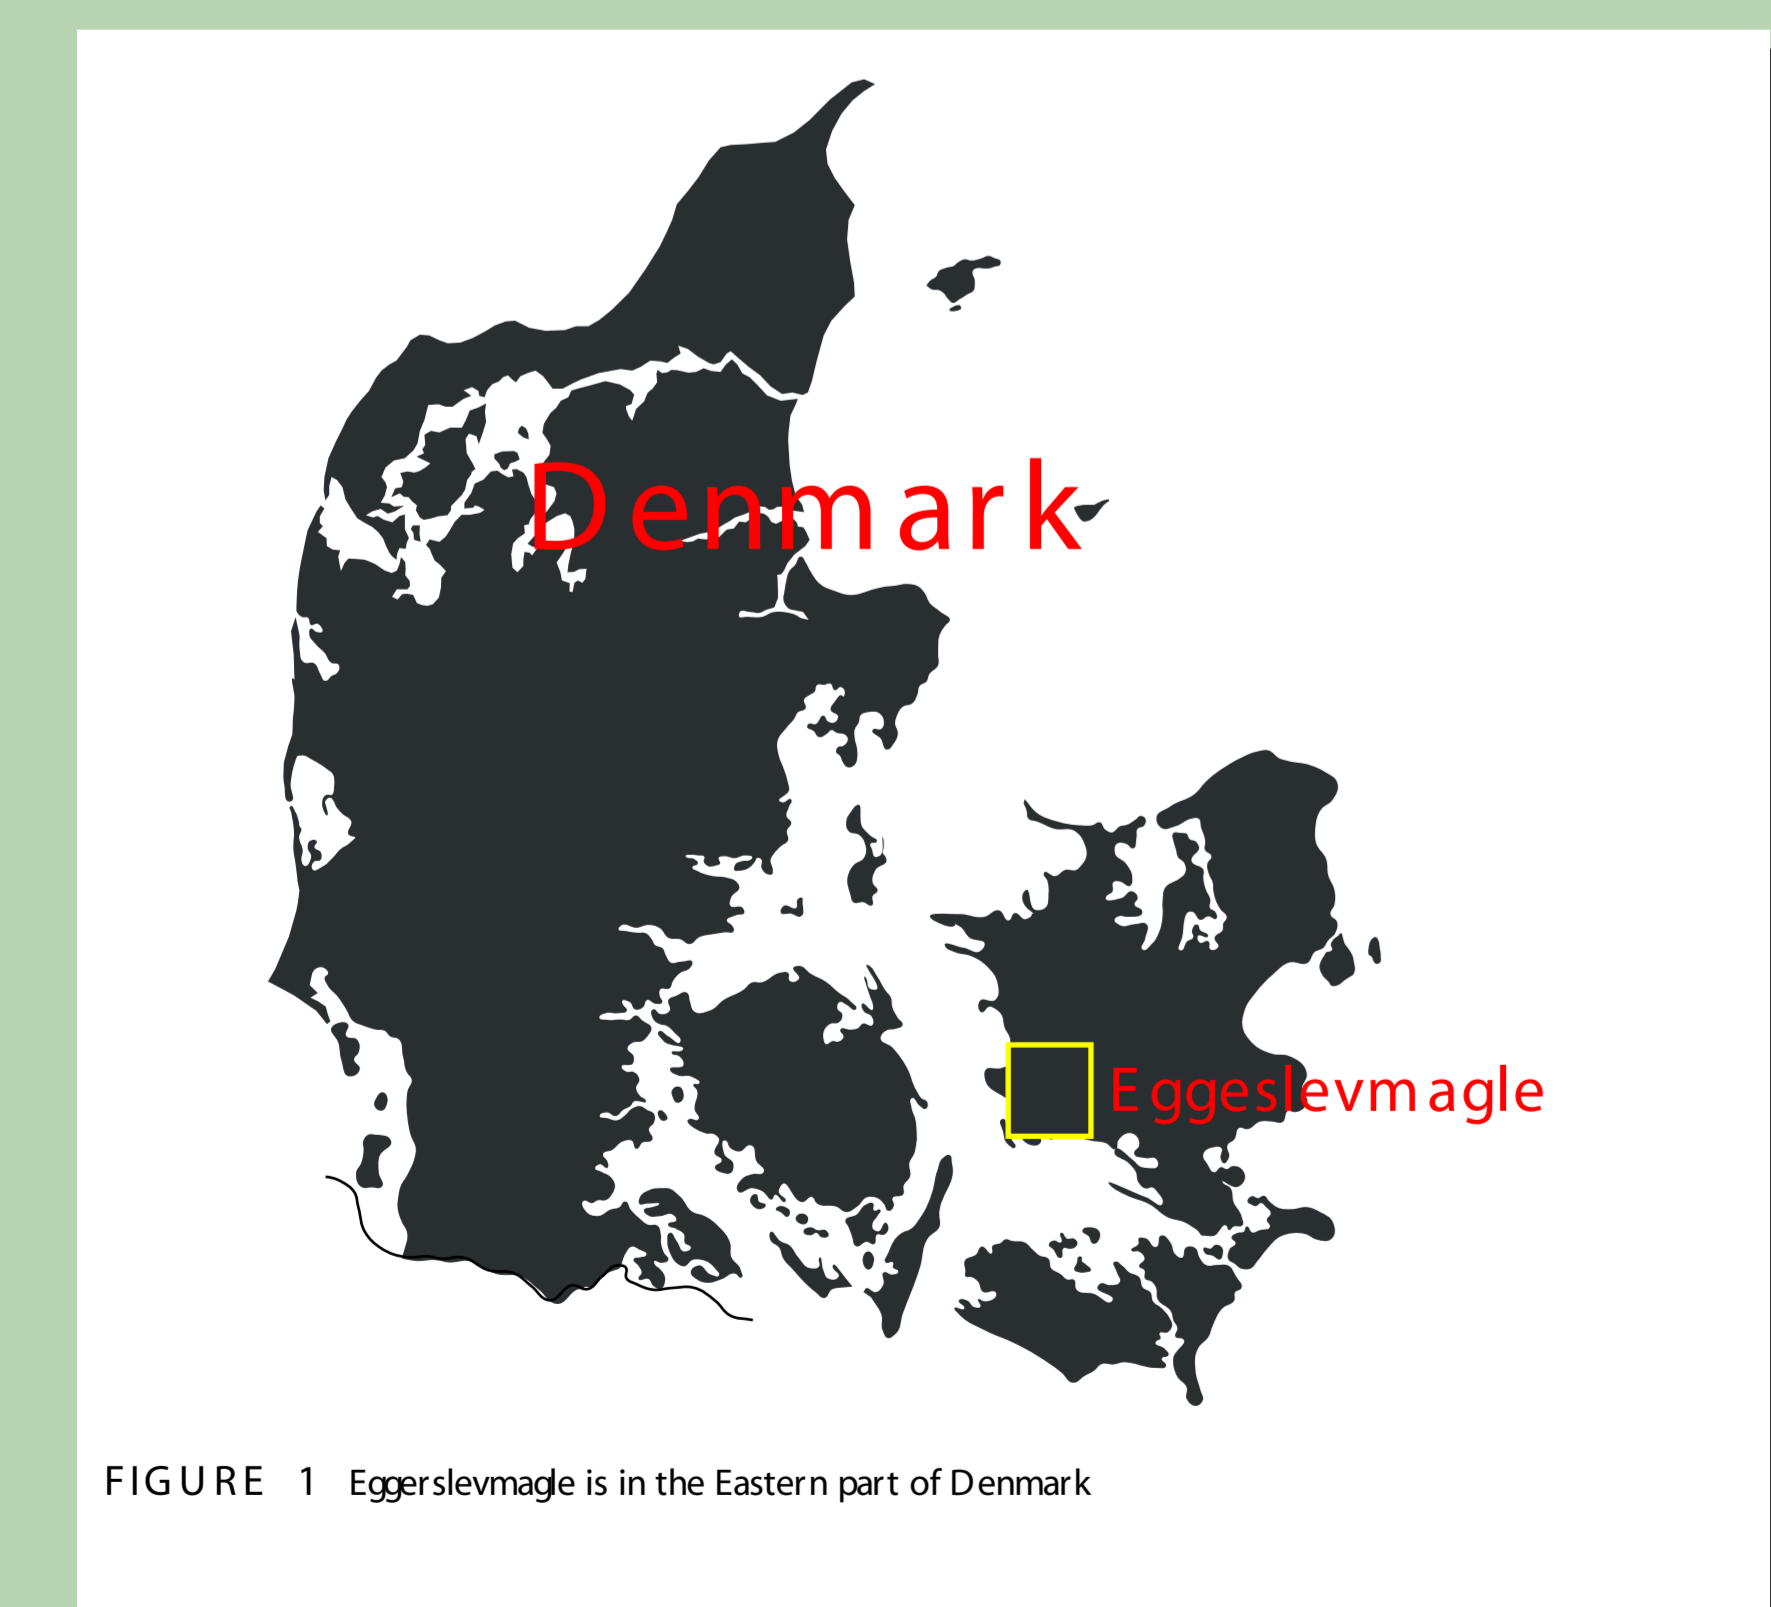 Denmark
Eggeslevmagle
FIGURE 1 Eggerslevmagle is in the Eastern part of Denmark